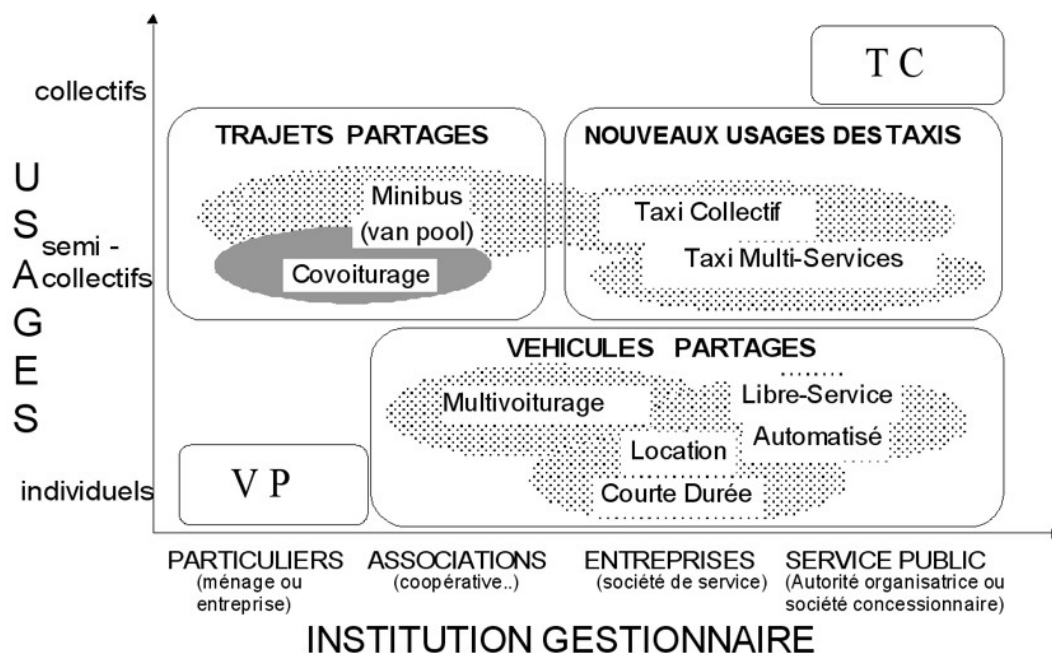 T C
collectifs
TRAJETS PARTAGES
NOUVEAUX USAGES DES TAXIS
USAGES
Minibus
(van pool)
Taxi Collectif
semi -
collectifs
Covoiturage
Taxi Multi-Services
VEHICULES PARTAGES
Multivoiturage
Libre-Service
Automatisé
Location
Courte Durée
V P
individuels
PARTICULIERS
(ménage ou
entreprise)
ASSOCIATIONS
(coopérative..)
ENTREPRISES
(société de service)
SERVICE PUBLIC
(Autorité organisatrice ou
société concessionnaire)
INSTITUTION GESTIONNAIRE